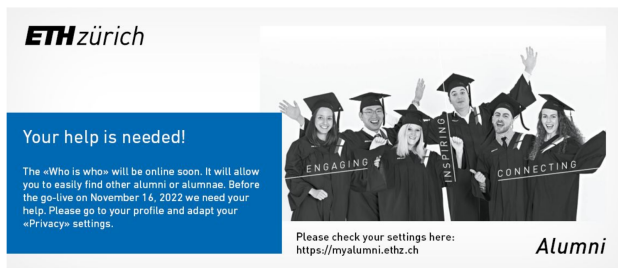 ETH zürich
Your help is needed!
The «Who is who» will be online soon. It will allow
you to easily find other alumni or alumnae. Before
the go-live on November 16, 2022 we need your
help. Please go to your profile and adapt your
«Privacy» settings.
ENGAGING
INSPIRING
CONNECTING
Please check your settings here:
https://myalumni.ethz.ch
Alumni